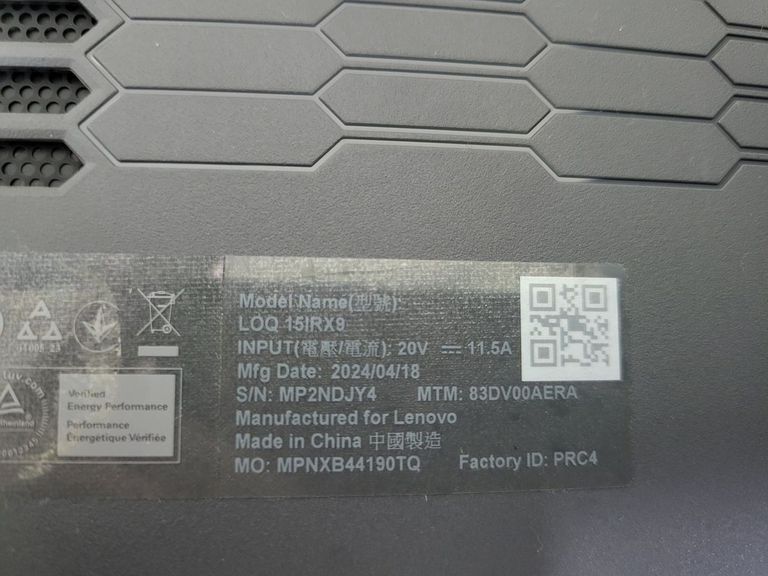 Model Name(型號):
LOQ 15IRX9
INPUT(電壓/電流): 20V ⎓ 11.5A
Mfg Date: 2024/04/18
S/N: MP2NDJY4 MTM: 83DV00AERA
Manufactured for Lenovo
Made in China 中國製造
MO: MPNXB44190TQ Factory ID: PRC4
Verified
Energy Performance
Performance
Énergétique Vérifiée
TÜV